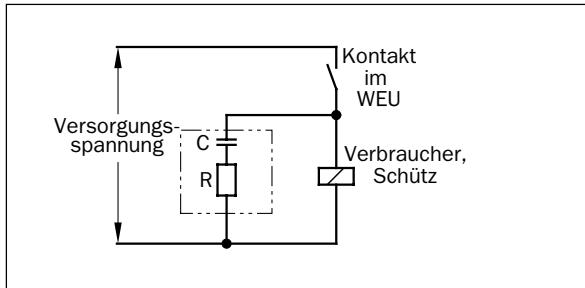 Kontakt
im
WEU
Versorgungs-
spannung
C
R
Verbraucher,
Schütz